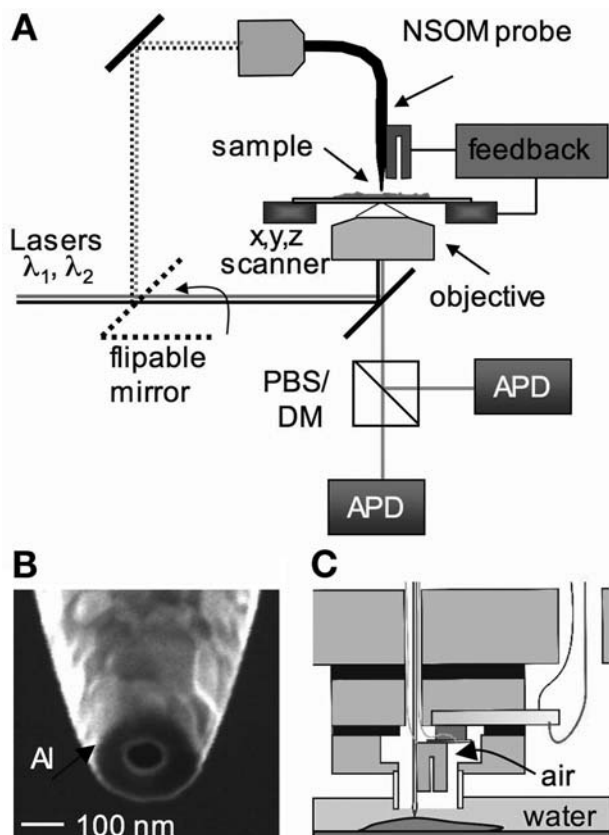 A
NSOM probe
sample
feedback
Lasers
λ1, λ2
x,y,z
scanner
objective
flipable
mirror
PBS/
DM
APD
APD
B
Al
100 nm
C
air
water